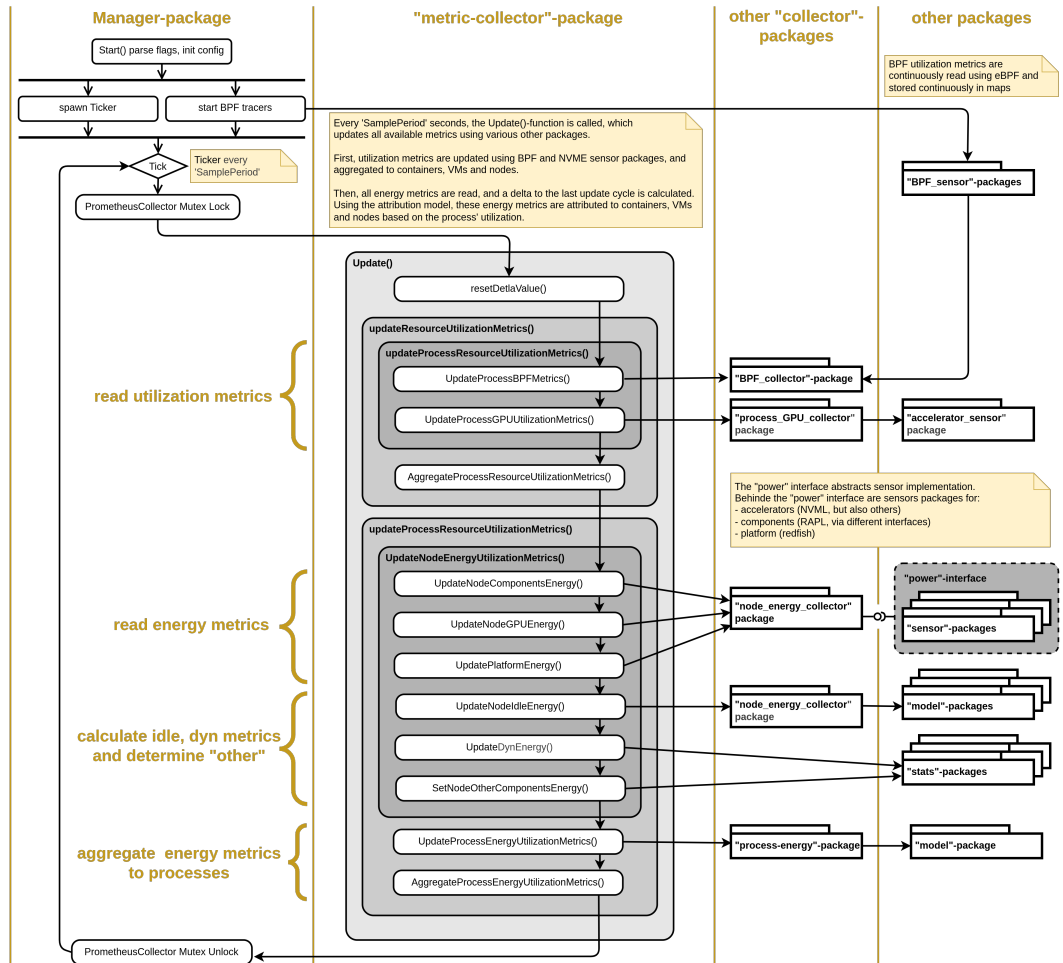 Manager-package
"metric-collector"-package
other "collector"-
packages
other packages
Start() parse flags, init config
spawn Ticker
start BPF tracers
Tick
Ticker every
'SamplePeriod'
PrometheusCollector Mutex Lock
Every 'SamplePeriod' seconds, the Update()-function is called, which
updates all available metrics using various other packages.
First, utilization metrics are updated using BPF and NVME sensor packages, and
aggregated to containers, VMs and nodes.
Then, all energy metrics are read, and a delta to the last update cycle is calculated.
Using the attribution model, these energy metrics are attributed to containers, VMs
and nodes based on the process' utilization.
BPF utilization metrics are
continuously read using eBPF and
stored continuously in maps
"BPF_sensor"-packages
Update()
resetDetlaValue()
updateResourceUtilizationMetrics()
updateProcessResourceUtilizationMetrics()
UpdateProcessBPFMetrics()
UpdateProcessGPUUtilizationMetrics()
AggregateProcessResourceUtilizationMetrics()
read utilization metrics
"BPF_collector"-package
"process_GPU_collector"
package
"accelerator_sensor"
package
The "power" interface abstracts sensor implementation.
Behinde the "power" interface are sensors packages for:
- accelerators (NVML, but also others)
- components (RAPL, via different interfaces)
- platform (redfish)
updateProcessResourceUtilizationMetrics()
UpdateNodeEnergyUtilizationMetrics()
UpdateNodeComponentsEnergy()
UpdateNodeGPUEnergy()
UpdatePlatformEnergy()
read energy metrics
"node_energy_collector"
package
"power"-interface
"sensor"-packages
UpdateNodeIdleEnergy()
UpdateDynEnergy()
SetNodeOtherComponentsEnergy()
calculate idle, dyn metrics
and determine "other"
"node_energy_collector"
package
"model"-packages
"stats"-packages
UpdateProcessEnergyUtilizationMetrics()
AggregateProcessEnergyUtilizationMetrics()
aggregate energy metrics
to processes
"process-energy"-package
"model"-package
PrometheusCollector Mutex Unlock